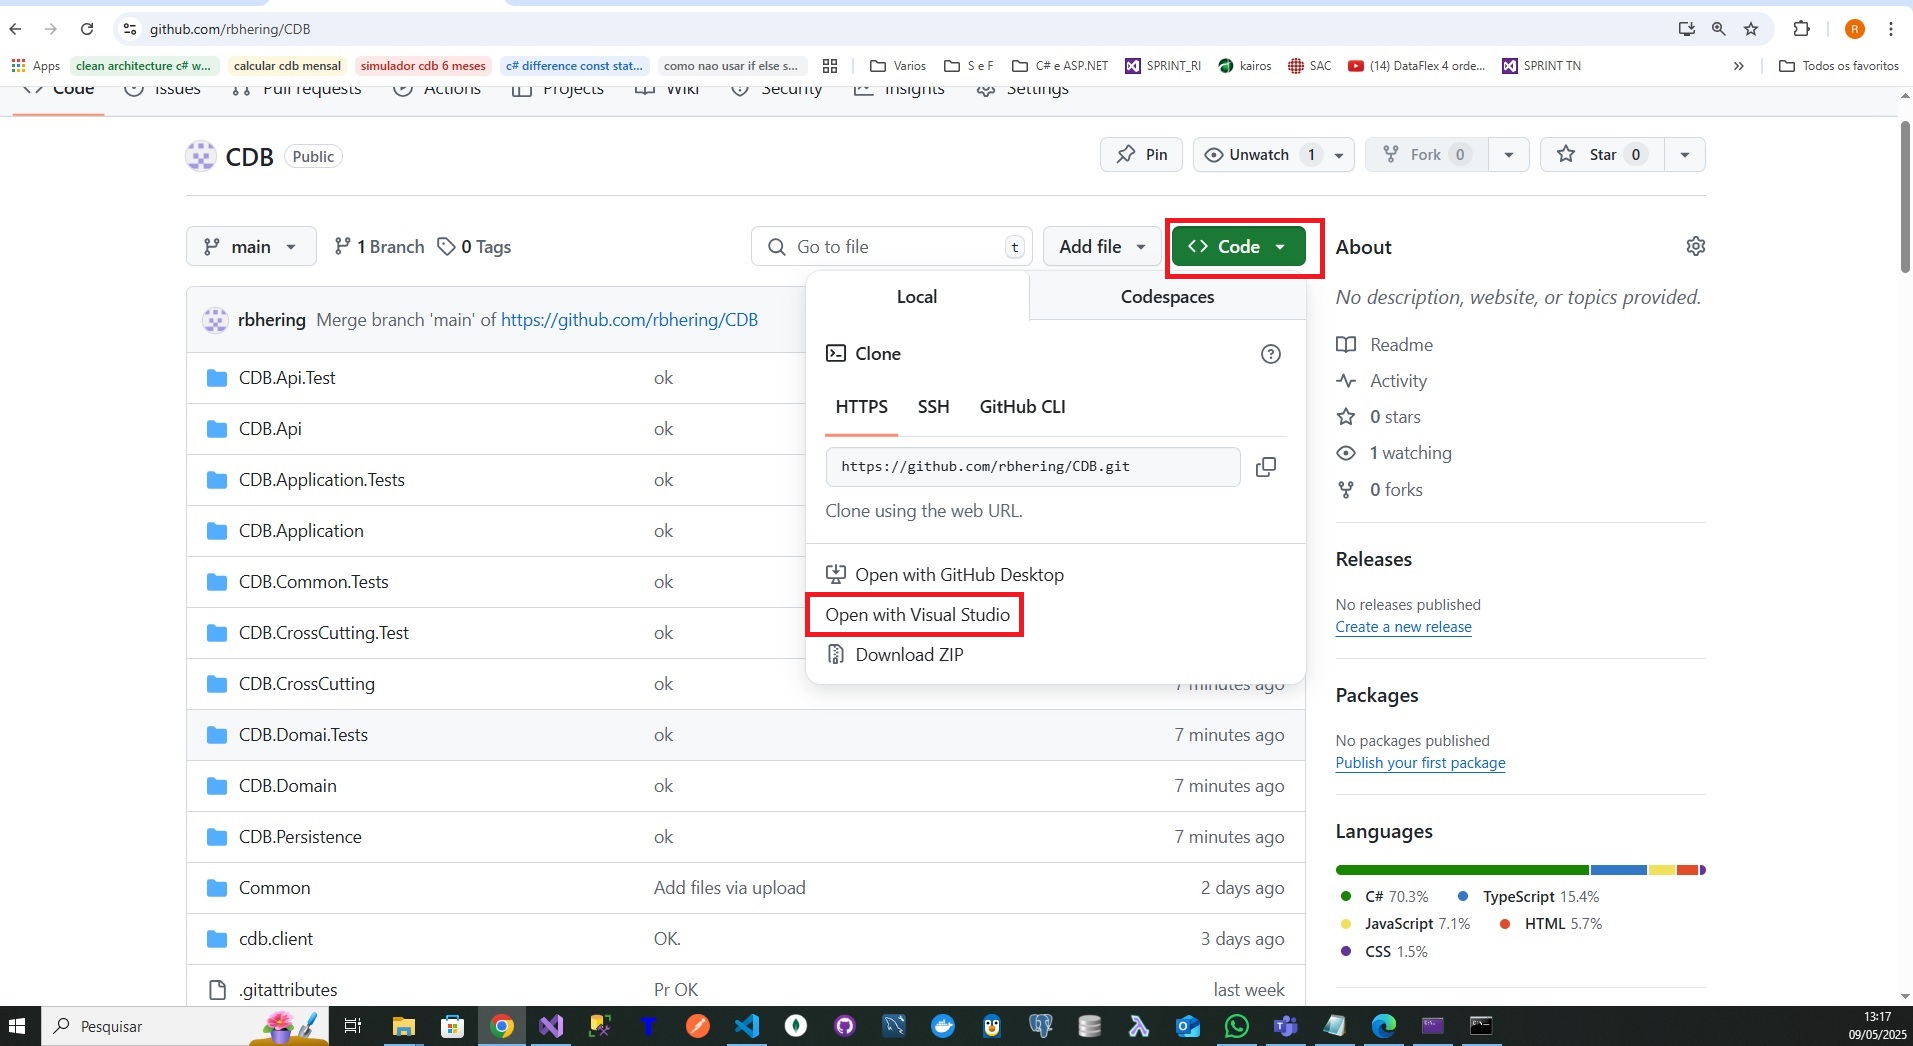 github.com/rbhering/CDB
R
Apps clean architecture c# w... calcular cdb mensal simulador cdb 6 meses c# difference const stat... como nao usar if else s... Varios S e F C# e ASP.NET SPRINT_RI kairos SAC (14) DataFlex 4 orde... SPRINT TN » Todos os favoritos
Code Issues Pull requests Actions Projects Wiki Security Insights Settings
CDB Public Pin Unwatch 1 Fork 0 Star 0
main 1 Branch 0 Tags Go to file t Add file Code About
Local Codespaces
No description, website, or topics provided.
rbhering Merge branch 'main' of https://github.com/rbhering/CDB
Clone
Readme
CDB.Api.Test ok
Activity
HTTPS SSH GitHub CLI
0 stars
CDB.Api ok
1 watching
https://github.com/rbhering/CDB.git
CDB.Application.Tests ok
0 forks
Clone using the web URL.
CDB.Application ok
Releases
Open with GitHub Desktop
CDB.Common.Tests ok
No releases published
Open with Visual Studio
Create a new release
CDB.CrossCutting.Test ok
Download ZIP
CDB.CrossCutting ok 7 minutes ago
Packages
CDB.Domai.Tests ok 7 minutes ago
No packages published
Publish your first package
CDB.Domain ok 7 minutes ago
CDB.Persistence ok 7 minutes ago
Languages
Common Add files via upload 2 days ago
C# 70.3% TypeScript 15.4%
JavaScript 7.1% HTML 5.7%
cdb.client OK. 3 days ago
CSS 1.5%
.gitattributes Pr OK last week
Pesquisar
13:17
09/05/2025